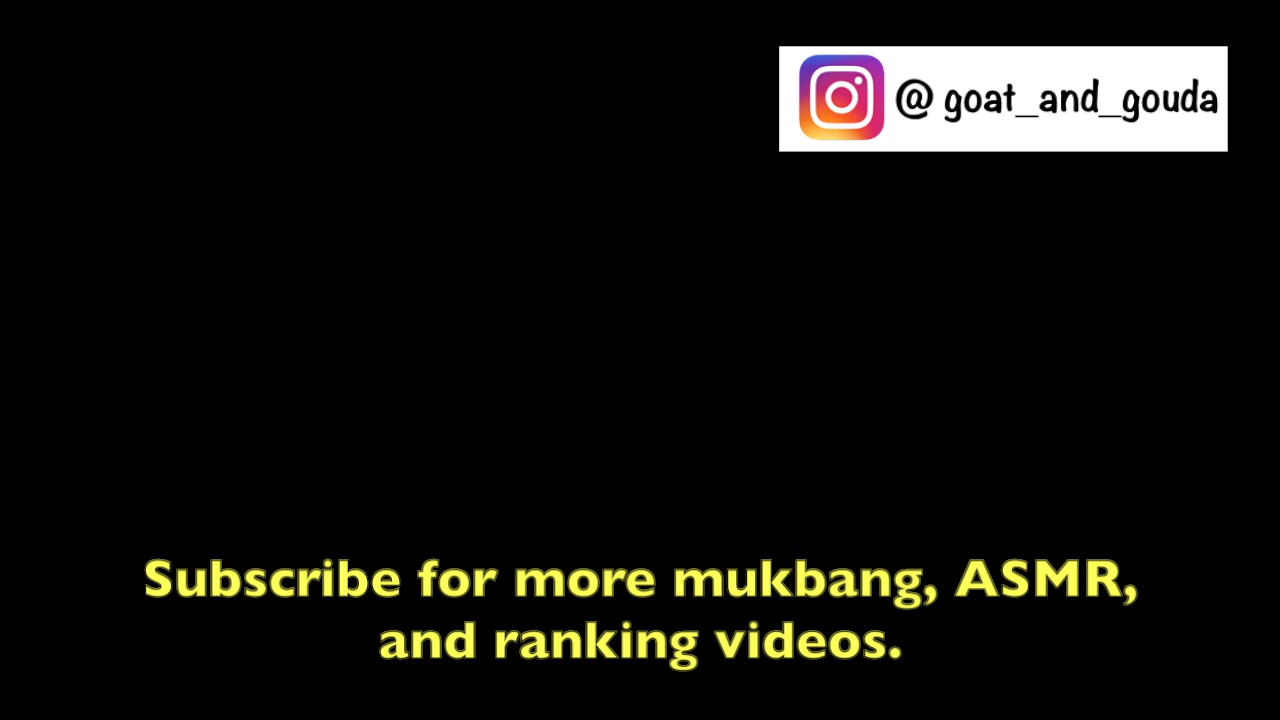 @ goat_and_gouda
Subscribe for more mukbang, ASMR,
and ranking videos.